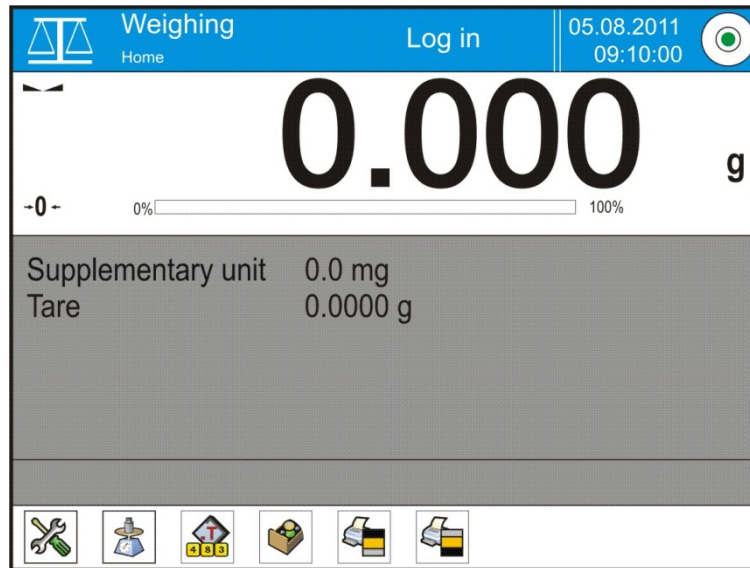 Weighing
Home
Log in
05.08.2011
09:10:00
0.000 g
→0←
0% 100%
Supplementary unit 0.0 mg
Tare 0.0000 g
.T
4 8 3